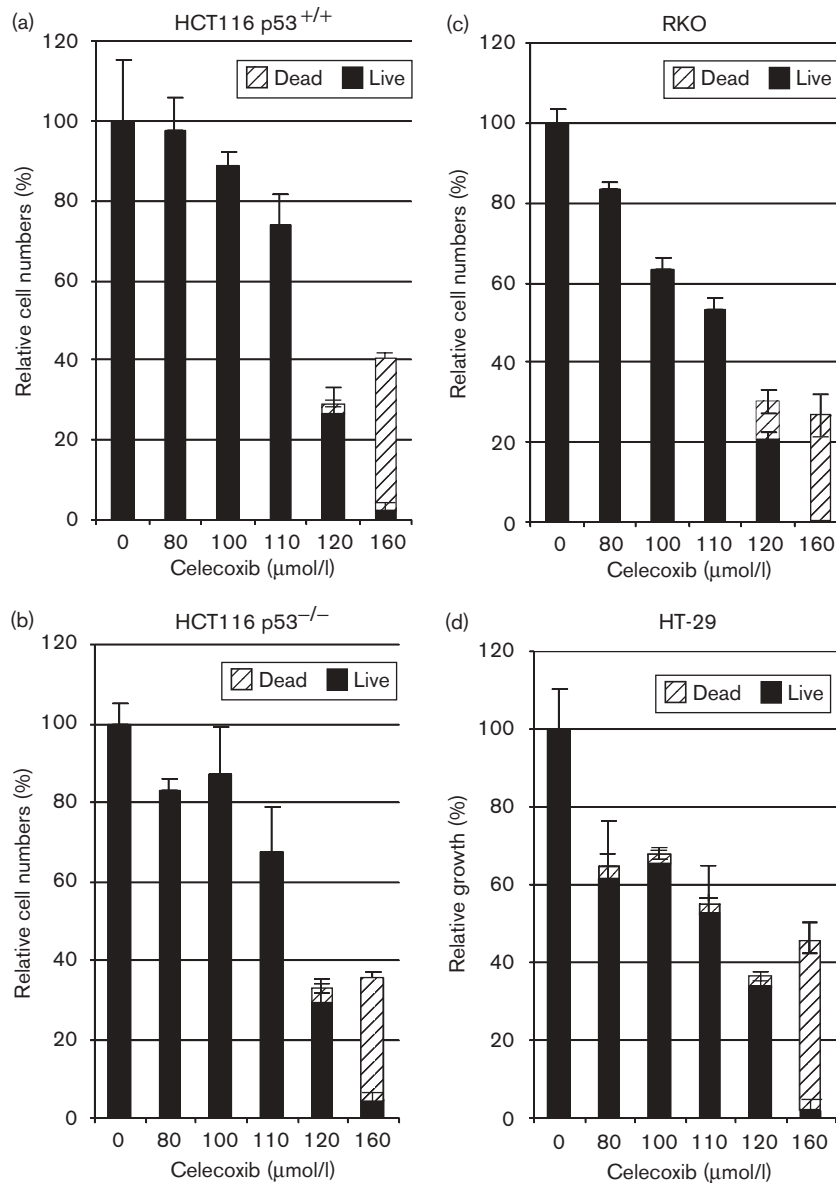 (a)
HCT116 p53+/+
Dead Live
Relative cell numbers (%)
120
100
80
60
40
20
0
0 80 100 110 120 160
Celecoxib (μmol/l)
(c)
RKO
Dead Live
Relative cell numbers (%)
120
100
80
60
40
20
0
0 80 100 110 120 160
Celecoxib (μmol/l)
(b)
HCT116 p53−/−
Dead Live
Relative cell numbers (%)
120
100
80
60
40
20
0
0 80 100 110 120 160
Celecoxib (μmol/l)
(d)
HT-29
Dead Live
Relative growth (%)
120
100
80
60
40
20
0
0 80 100 110 120 160
Celecoxib (μmol/l)